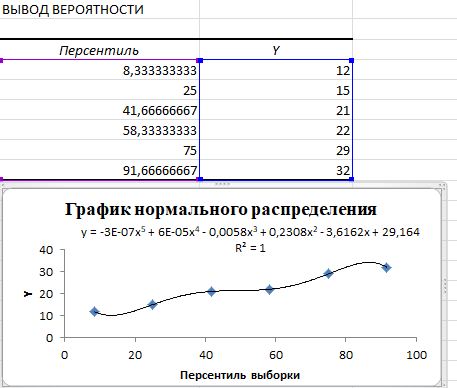 ВЫВОД ВЕРОЯТНОСТИ
Персентиль Y
8,333333333 12
25 15
41,66666667 21
58,33333333 22
75 29
91,66666667 32
График нормального распределения
y = -3E-07x⁵ + 6E-05x⁴ - 0,0058x³ + 0,2308x² - 3,6162x + 29,164
R² = 1
40
30
20
10
0
Y
0 20 40 60 80 100
Персентиль выборки